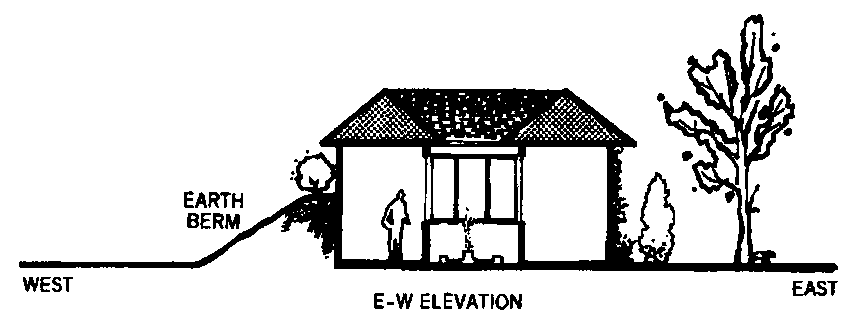 EARTH
BERM
WEST
EAST
E-W ELEVATION